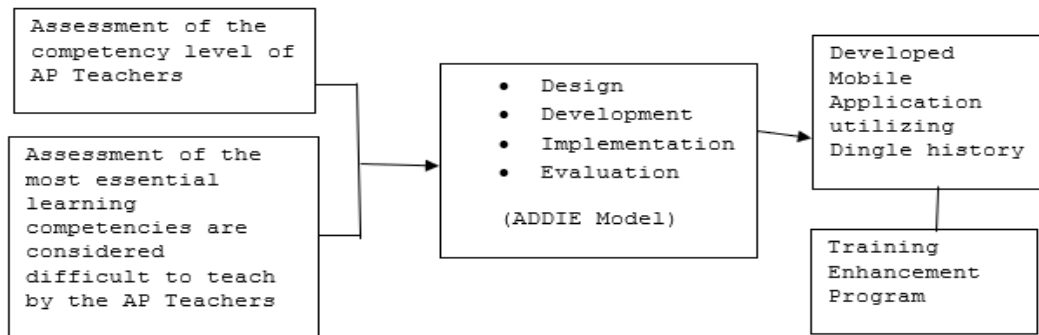 Assessment of the
competency level of
AP Teachers
Assessment of the
most essential
learning
competencies are
considered
difficult to teach
by the AP Teachers
• Design
• Development
• Implementation
• Evaluation
(ADDIE Model)
Developed
Mobile
Application
utilizing
Dingle history
Training
Enhancement
Program